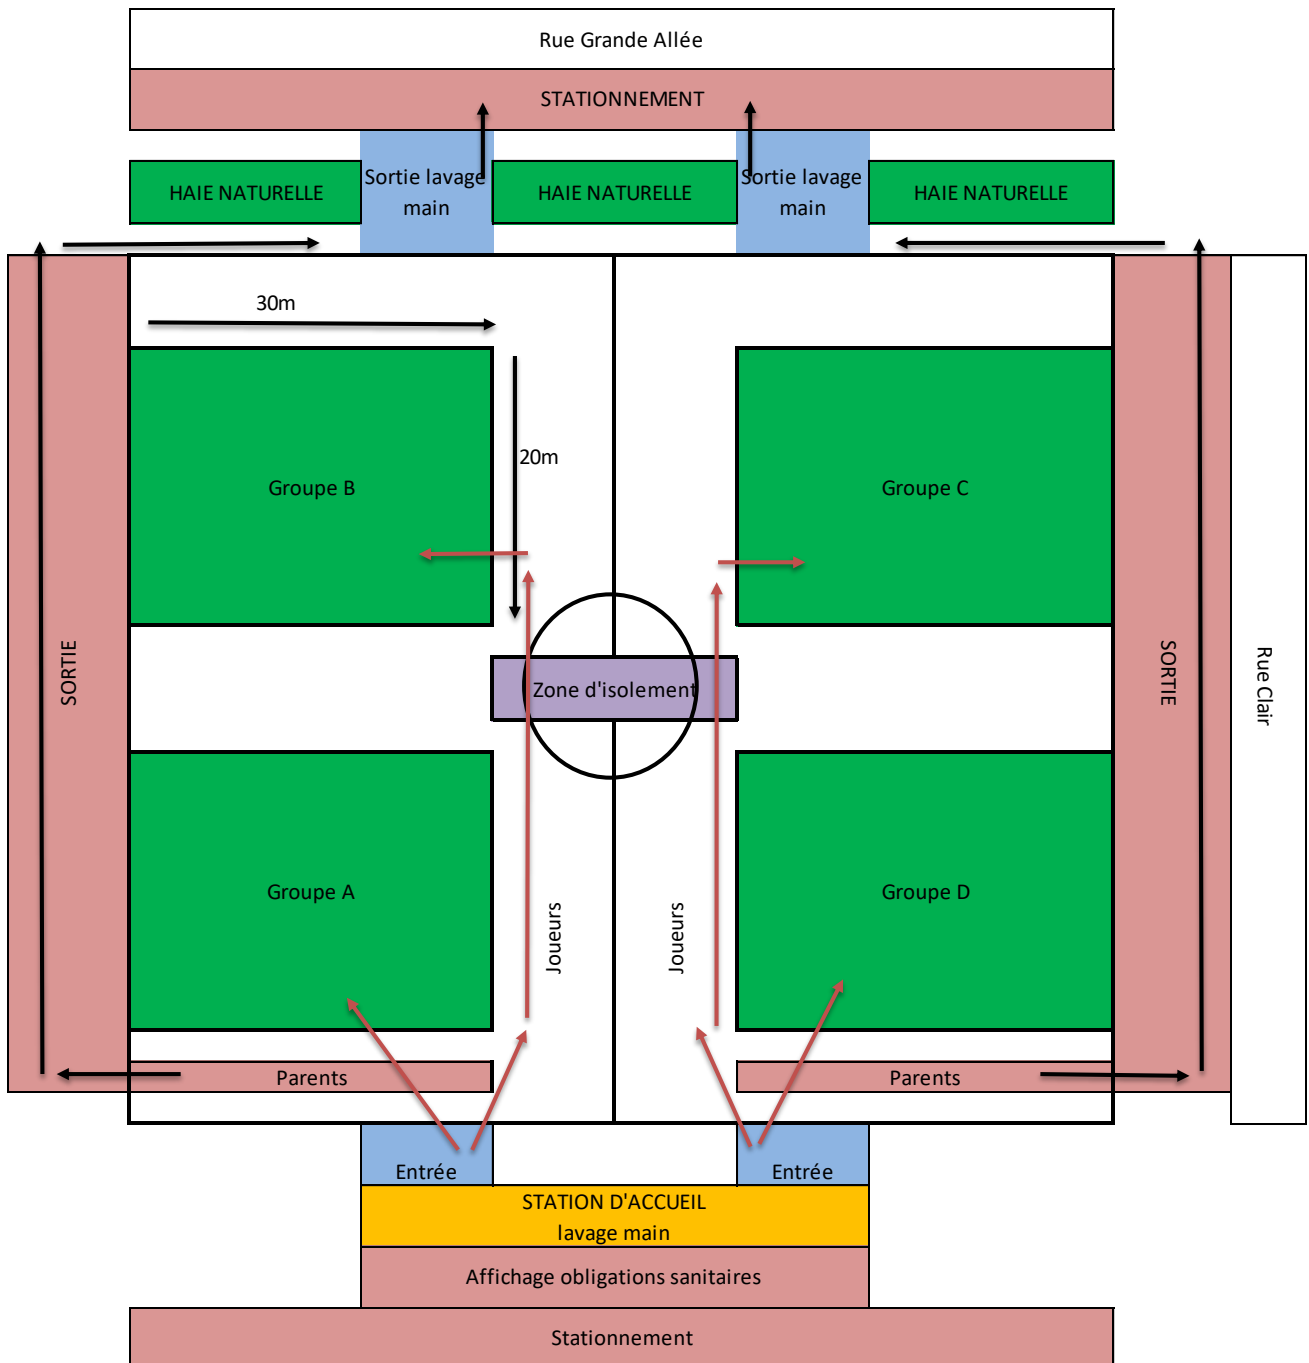 Rue Grande Allée
STATIONNEMENT
HAIE NATURELLE
Sortie lavage
main
HAIE NATURELLE
Sortie lavage
main
HAIE NATURELLE
30m
20m
Groupe B
Groupe C
SORTIE
Zone d'isolement
SORTIE
Rue Clair
Groupe A
Groupe D
Joueurs
Joueurs
Parents
Parents
Entrée
Entrée
STATION D'ACCUEIL
lavage main
Affichage obligations sanitaires
Stationnement